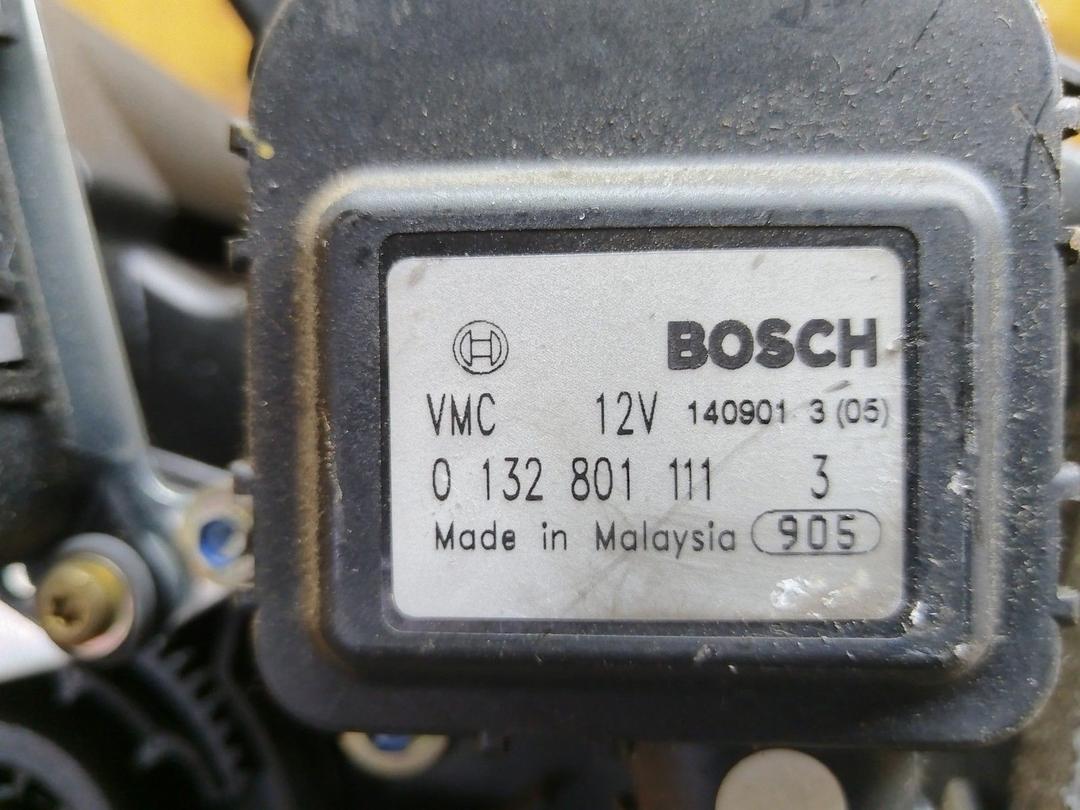 BOSCH
VMC 12V 140901 3 (05)
0 132 801 111 3
Made in Malaysia 905